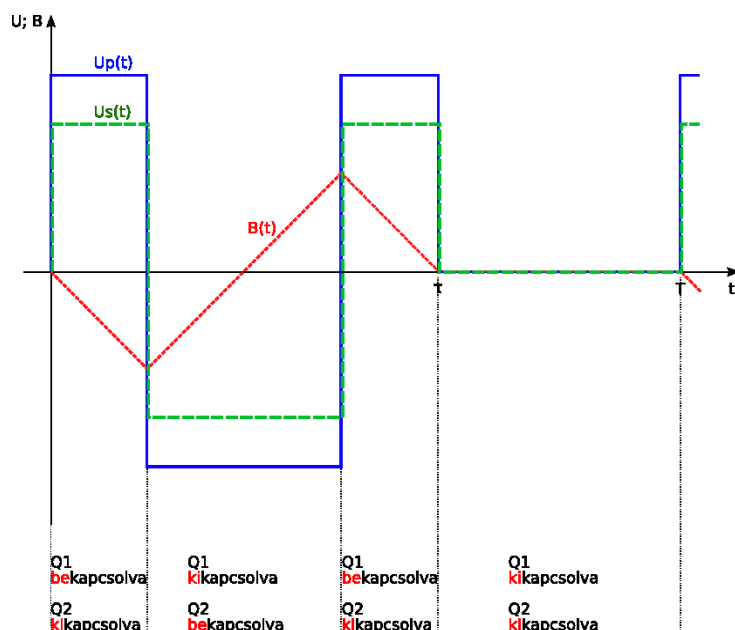 U; B
Up(t)
Us(t)
B(t)
τ
T
t
Q1
bekapcsolva
Q1
kikapcsolva
Q1
bekapcsolva
Q1
kikapcsolva
Q2
kikapcsolva
Q2
bekapcsolva
Q2
kikapcsolva
Q2
kikapcsolva